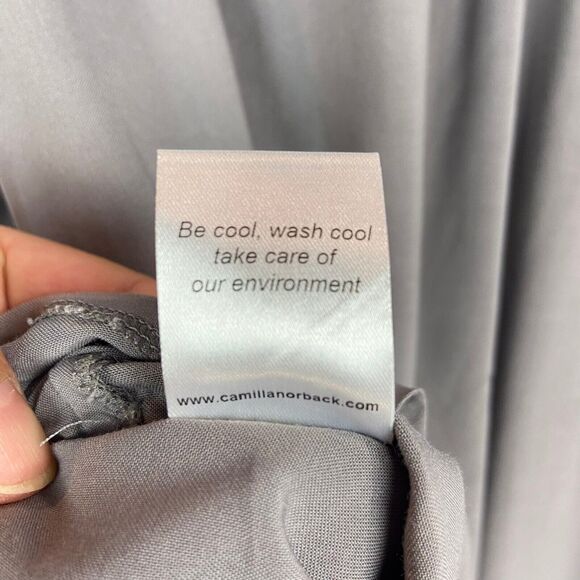 Be cool, wash cool
take care of
our environment
www.camillanorback.com